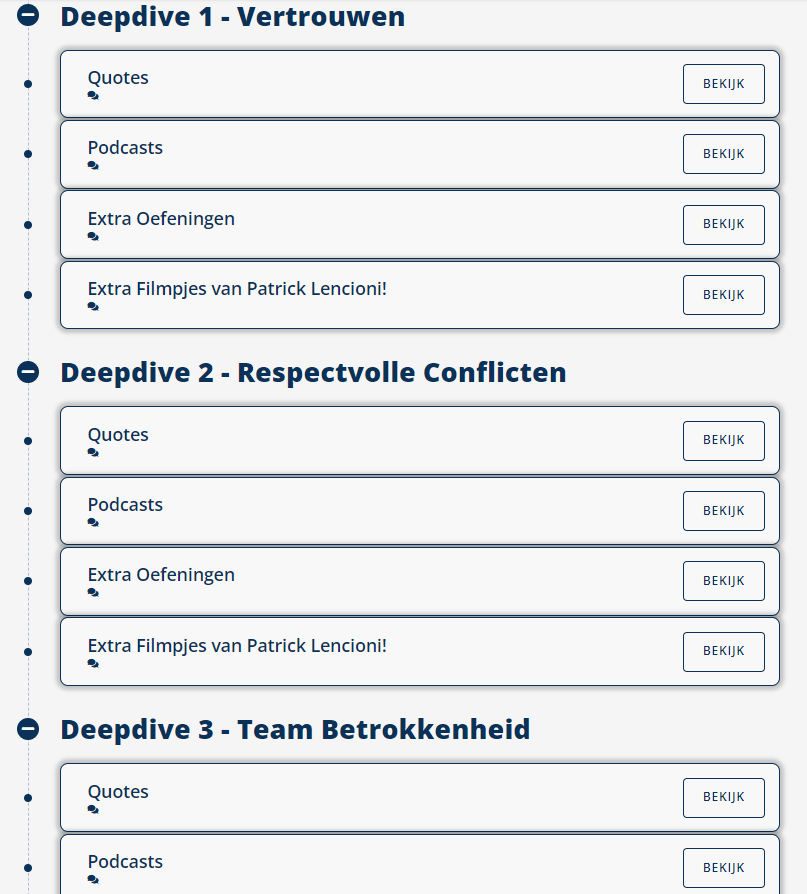 Deepdive 1 - Vertrouwen
Quotes
BEKIJK
Podcasts
BEKIJK
Extra Oefeningen
BEKIJK
Extra Filmpjes van Patrick Lencioni!
BEKIJK
Deepdive 2 - Respectvolle Conflicten
Quotes
BEKIJK
Podcasts
BEKIJK
Extra Oefeningen
BEKIJK
Extra Filmpjes van Patrick Lencioni!
BEKIJK
Deepdive 3 - Team Betrokkenheid
Quotes
BEKIJK
Podcasts
BEKIJK